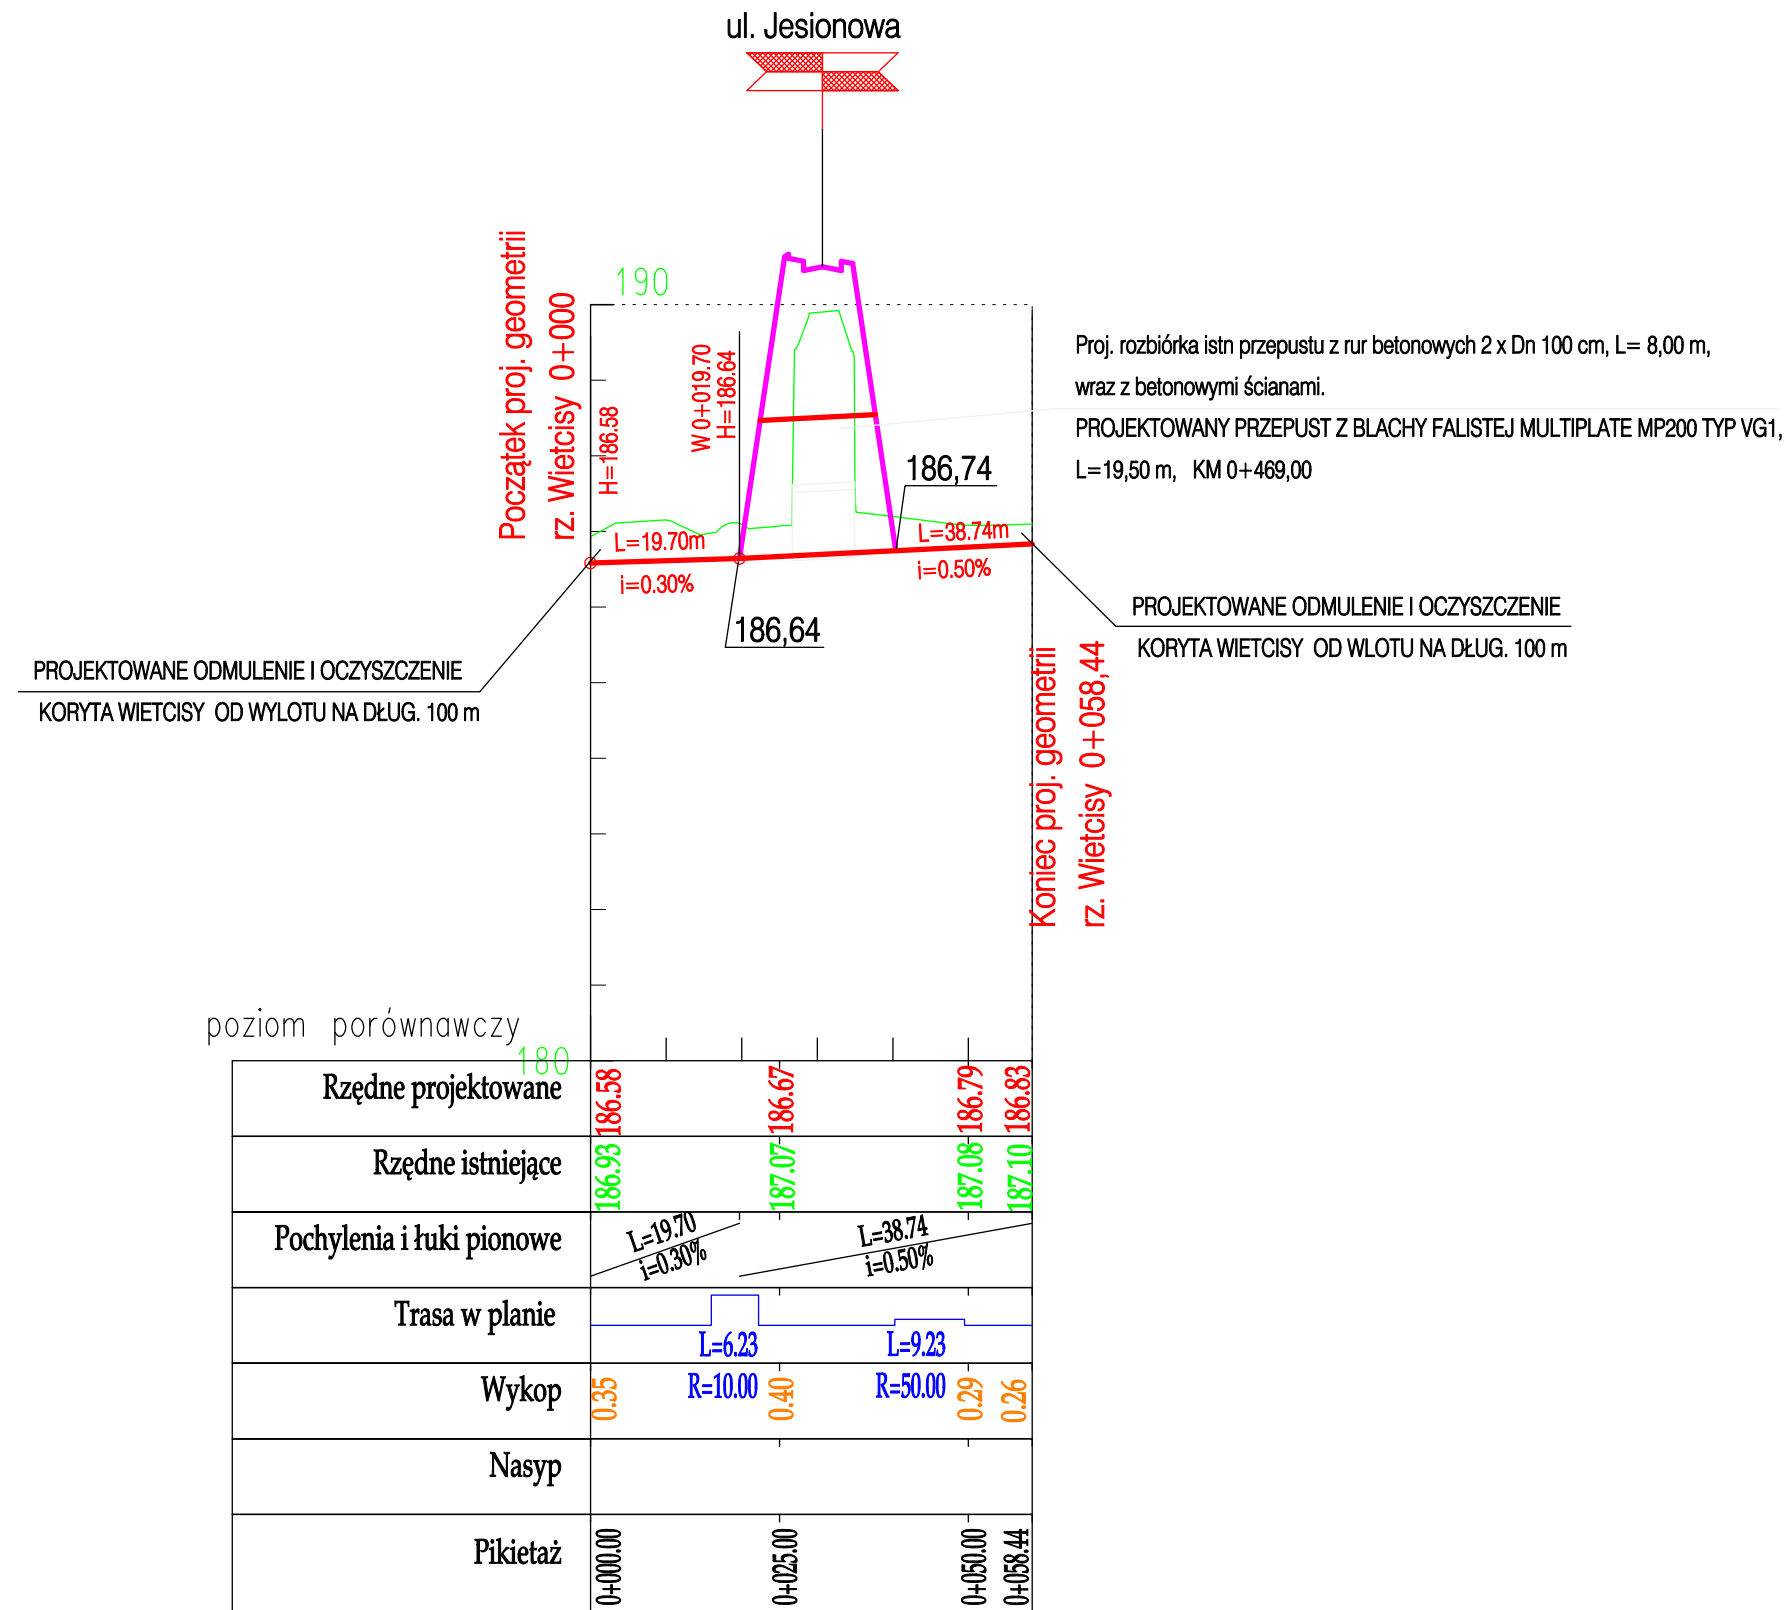 ul. Jesionowa
Początek proj. geometrii
rz. Wietcisy 0+000
H=186.58
190
W 0+019.70
H=186.64
Proj. rozbiórka istn przepustu z rur betonowych 2 x Dn 100 cm, L= 8,00 m,
wraz z betonowymi ścianami.
PROJEKTOWANY PRZEPUST Z BLACHY FALISTEJ MULTIPLATE MP200 TYP VG1,
L=19,50 m, KM 0+469,00
186,74
L=19.70m
i=0.30%
L=38.74m
i=0.50%
186,64
PROJEKTOWANE ODMULENIE I OCZYSZCZENIE
KORYTA WIETCISY OD WLOTU NA DŁUG. 100 m
PROJEKTOWANE ODMULENIE I OCZYSZCZENIE
KORYTA WIETCISY OD WYLOTU NA DŁUG. 100 m
Koniec proj. geometrii
rz. Wietcisy 0+058,44
poziom porównawczy
180
Rzędne projektowane 186.58 186.67 186.79 186.83
Rzędne istniejące 186.93 187.07 187.08 187.10
Pochylenia i łuki pionowe
L=19.70
i=0.30%
L=38.74
i=0.50%
Trasa w planie
L=6.23 L=9.23
R=10.00 R=50.00
Wykop 0.35 0.40 0.29 0.26
Nasyp
Pikietaż 0+000.00 0+025.00 0+050.00 0+058.44